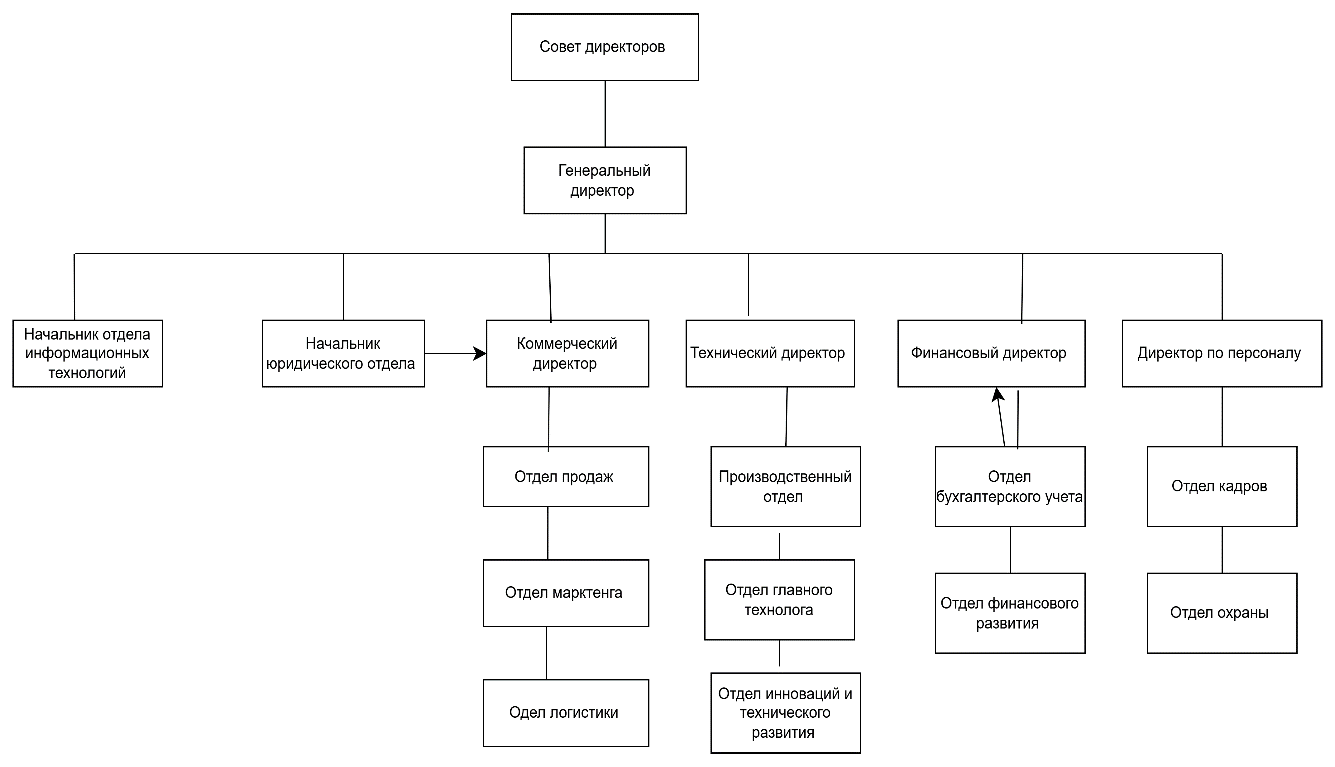 Совет директоров
Генеральный
директор
Начальник отдела
информационных
технологий
Начальник
юридического отдела
Коммерческий
директор
Технический директор
Финансовый директор
Директор по персоналу
Отдел продаж
Производственный
отдел
Отдел
бухгалтерского учета
Отдел кадров
Отдел марктенга
Отдел главного
технолога
Отдел финансового
развития
Отдел охраны
Одел логистики
Отдел инноваций и
технического
развития